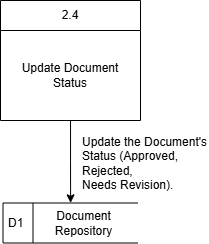 2.4
Update Document
Status
Update the Document's
Status (Approved,
Rejected,
Needs Revision).
D1
Document
Repository